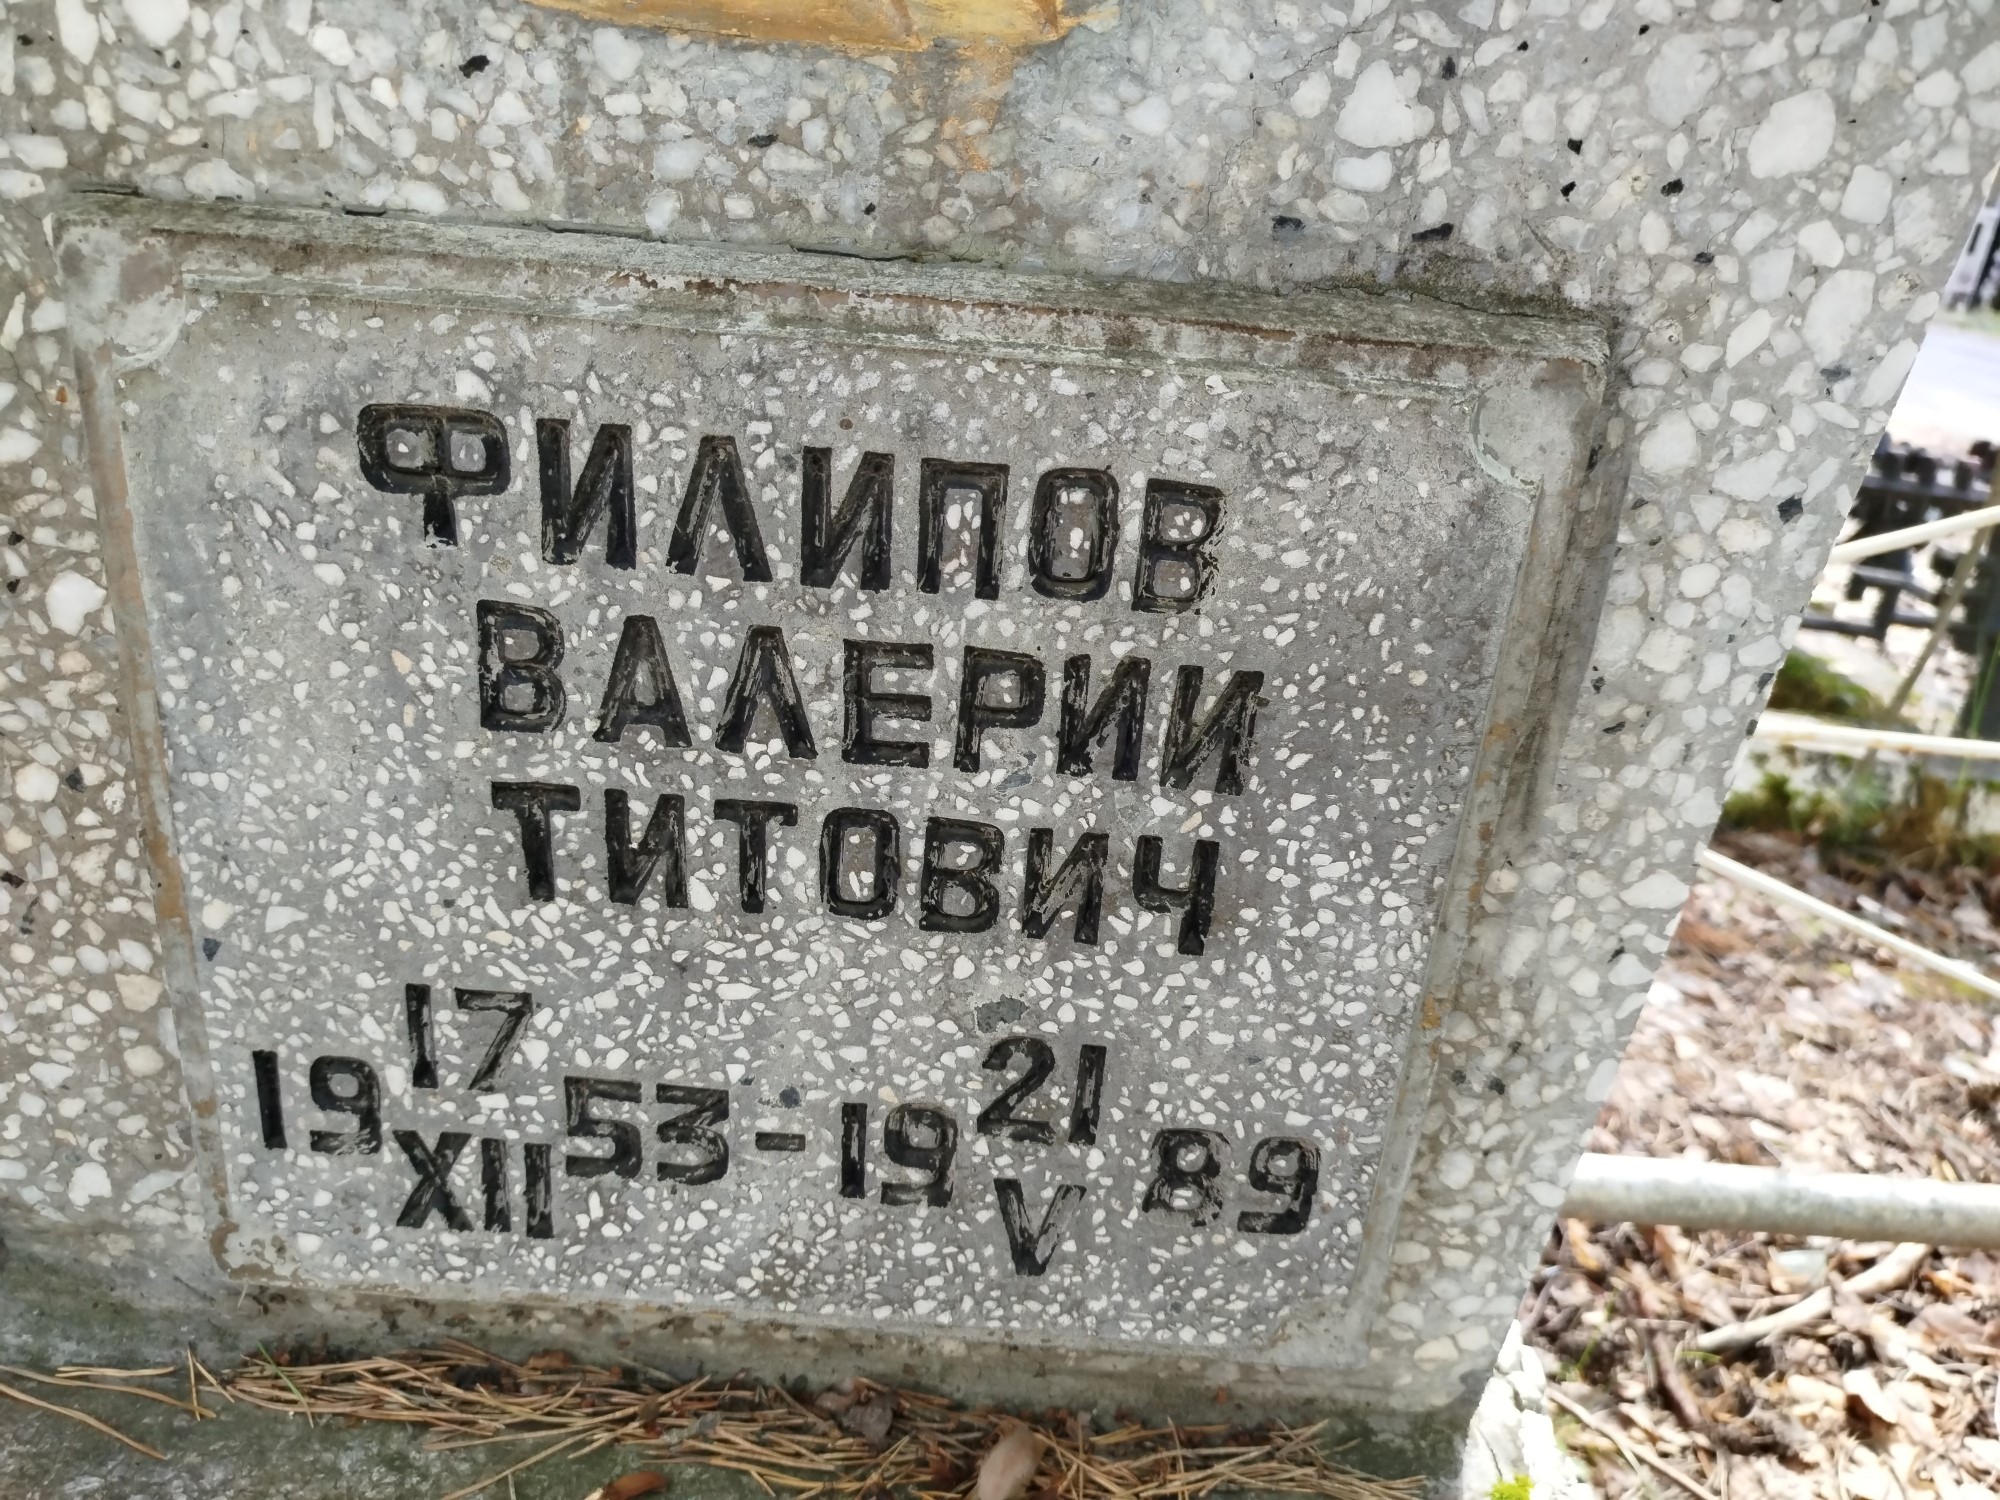 ФИЛИПОВ
ВАЛЕРИИ
ТИТОВИЧ
19 17 XII 53 - 19 21 V 89